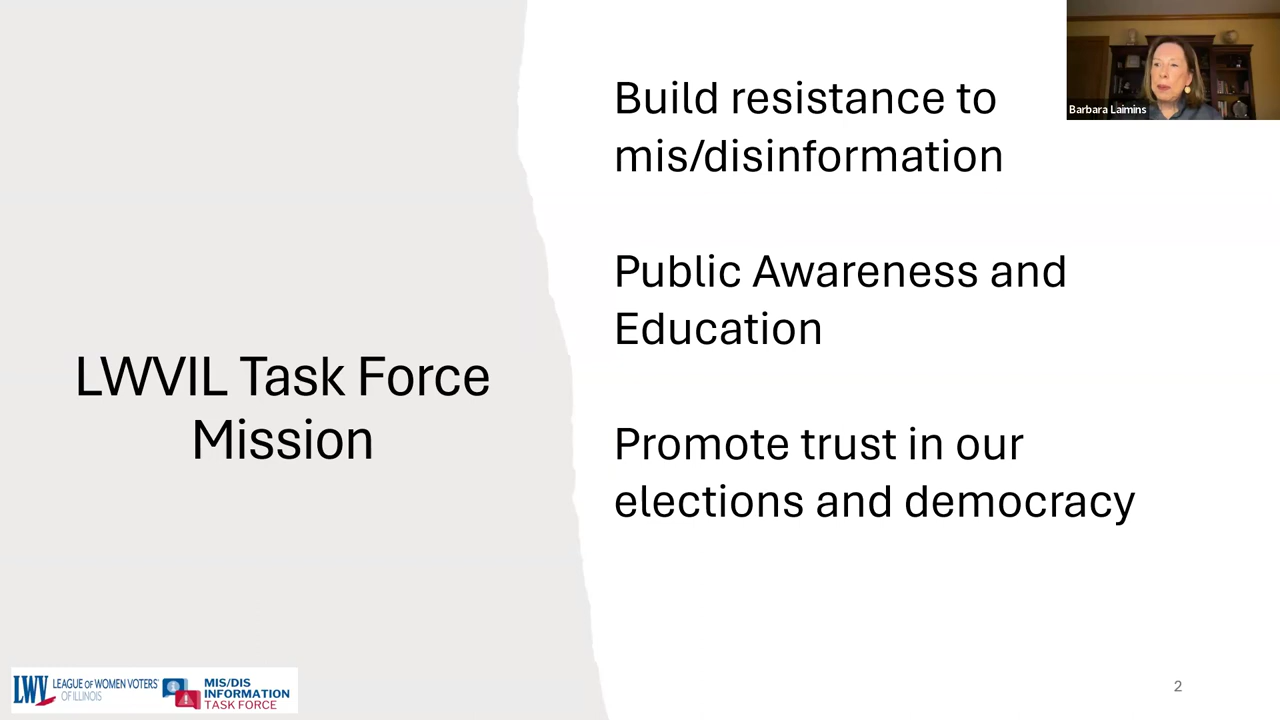 Barbara Laimins
Build resistance to
mis/disinformation
Public Awareness and
Education
LWVIL Task Force
Mission
Promote trust in our
elections and democracy
LWV LEAGUE OF WOMEN VOTERS
OF ILLINOIS
MIS/DIS
INFORMATION
TASK FORCE
2